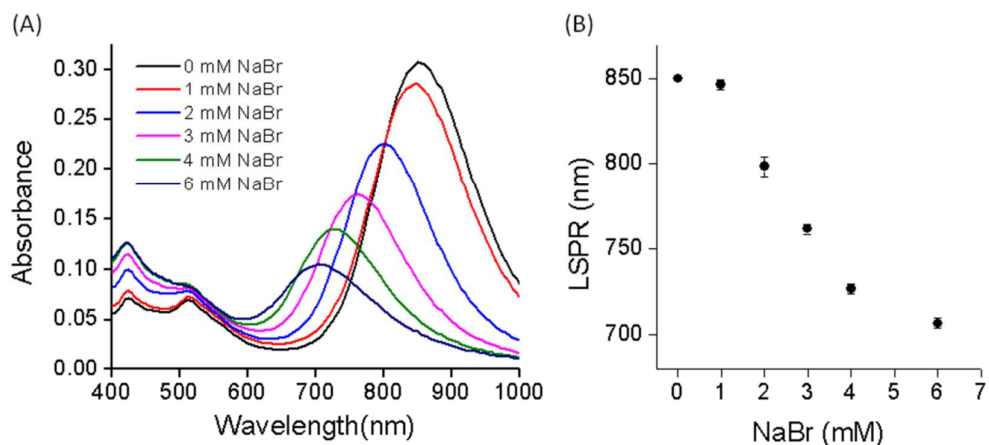 (A)
Absorbance
0.30
0.25
0.20
0.15
0.10
0.05
0.00
0 mM NaBr
1 mM NaBr
2 mM NaBr
3 mM NaBr
4 mM NaBr
6 mM NaBr
400 500 600 700 800 900 1000
Wavelength(nm)
(B)
LSPR (nm)
850
800
750
700
0 1 2 3 4 5 6 7
NaBr (mM)